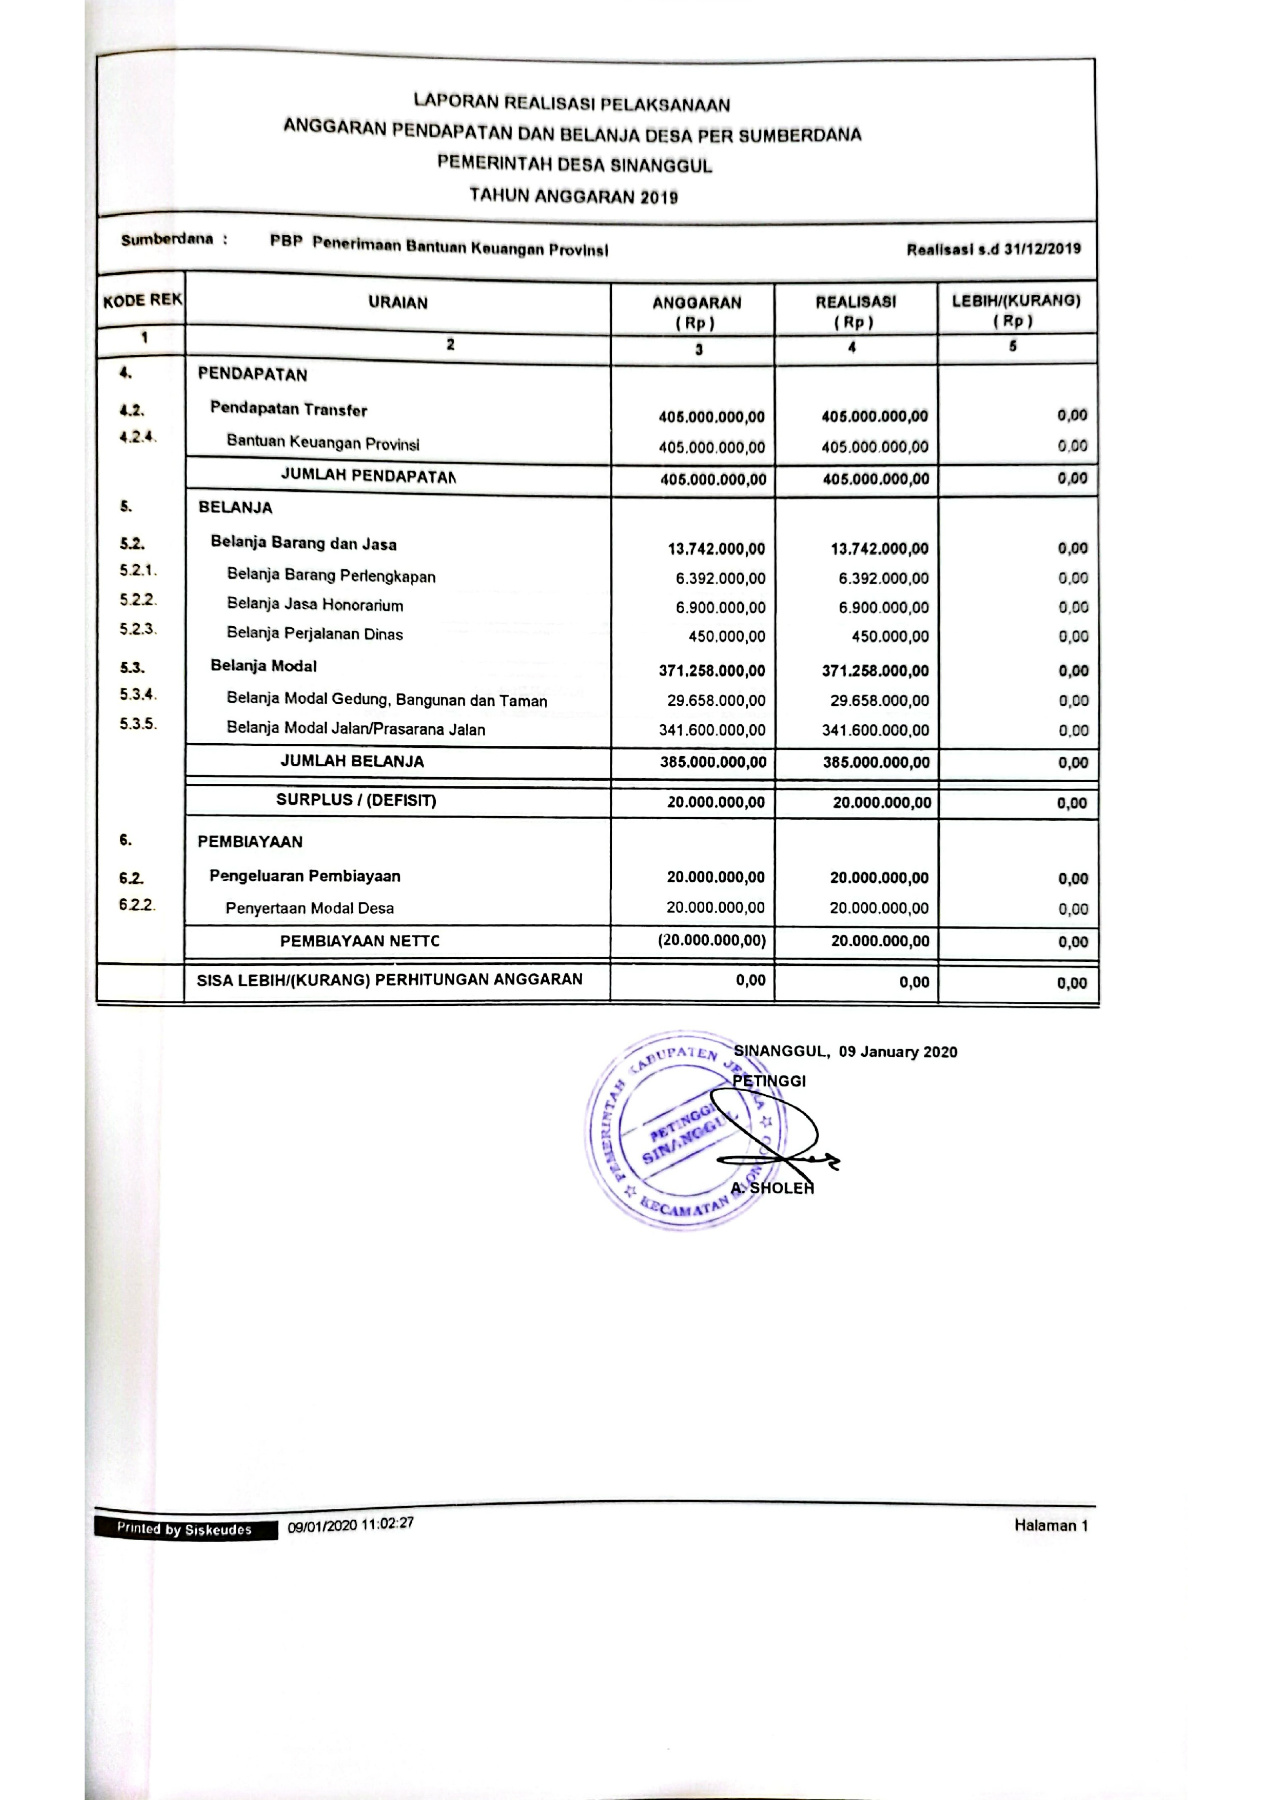 LAPORAN REALISASI PELAKSANAAN
ANGGARAN PENDAPATAN DAN BELANJA DESA PER SUMBERDANA
PEMERINTAH DESA SINANGGUL
TAHUN ANGGARAN 2019
Sumberdana : PBP Penerimaan Bantuan Keuangan Provinsi Realisasi s.d 31/12/2019
KODE REK URAIAN ANGGARAN REALISASI LEBIH/(KURANG)
( Rp ) ( Rp ) ( Rp )
1 2 3 4 5
4. PENDAPATAN
4.2. Pendapatan Transfer 405.000.000,00 405.000.000,00 0,00
4.2.4. Bantuan Keuangan Provinsi 405.000.000,00 405.000.000,00 0,00
JUMLAH PENDAPATAN 405.000.000,00 405.000.000,00 0,00
5. BELANJA
5.2. Belanja Barang dan Jasa 13.742.000,00 13.742.000,00 0,00
5.2.1. Belanja Barang Perlengkapan 6.392.000,00 6.392.000,00 0,00
5.2.2. Belanja Jasa Honorarium 6.900.000,00 6.900.000,00 0,00
5.2.3. Belanja Perjalanan Dinas 450.000,00 450.000,00 0,00
5.3. Belanja Modal 371.258.000,00 371.258.000,00 0,00
5.3.4. Belanja Modal Gedung, Bangunan dan Taman 29.658.000,00 29.658.000,00 0,00
5.3.5. Belanja Modal Jalan/Prasarana Jalan 341.600.000,00 341.600.000,00 0,00
JUMLAH BELANJA 385.000.000,00 385.000.000,00 0,00
SURPLUS / (DEFISIT) 20.000.000,00 20.000.000,00 0,00
6. PEMBIAYAAN
6.2. Pengeluaran Pembiayaan 20.000.000,00 20.000.000,00 0,00
6.2.2. Penyertaan Modal Desa 20.000.000,00 20.000.000,00 0,00
PEMBIAYAAN NETTC (20.000.000,00) 20.000.000,00 0,00
SISA LEBIH/(KURANG) PERHITUNGAN ANGGARAN 0,00 0,00 0,00
SINANGGUL, 09 January 2020
PETINGGI
PEMERINTAH KABUPATEN JEPARA
PETINGGI
SINANGGUL
KECAMATAN
A. SHOLEH
Printed by Siskeudes 09/01/2020 11:02:27 Halaman 1